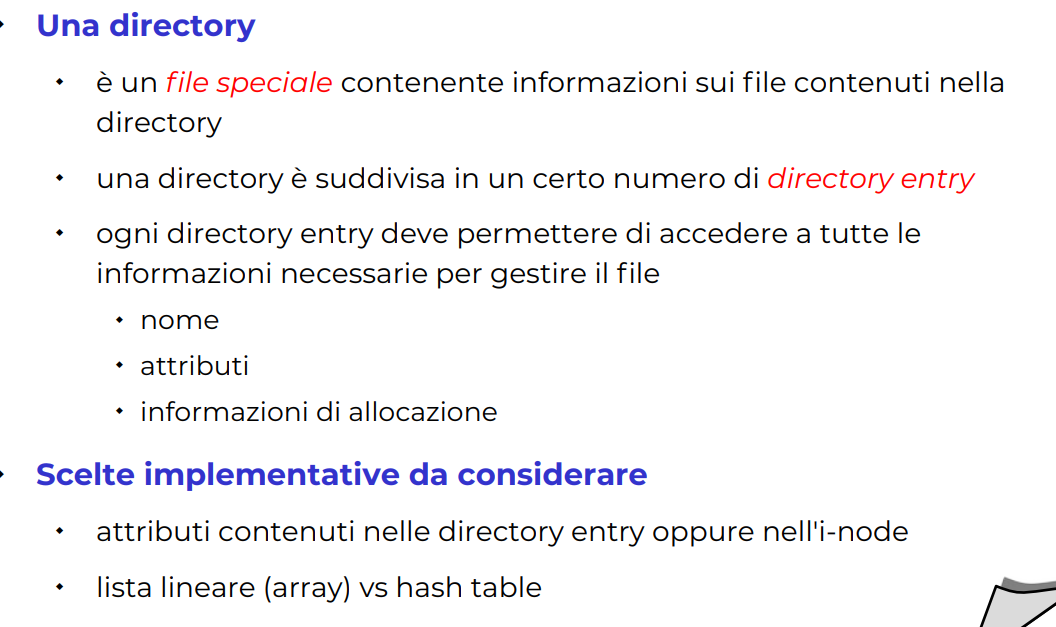 Una directory
è un file speciale contenente informazioni sui file contenuti nella
directory
una directory è suddivisa in un certo numero di directory entry
ogni directory entry deve permettere di accedere a tutte le
informazioni necessarie per gestire il file
nome
attributi
informazioni di allocazione
Scelte implementative da considerare
attributi contenuti nelle directory entry oppure nell'i-node
lista lineare (array) vs hash table